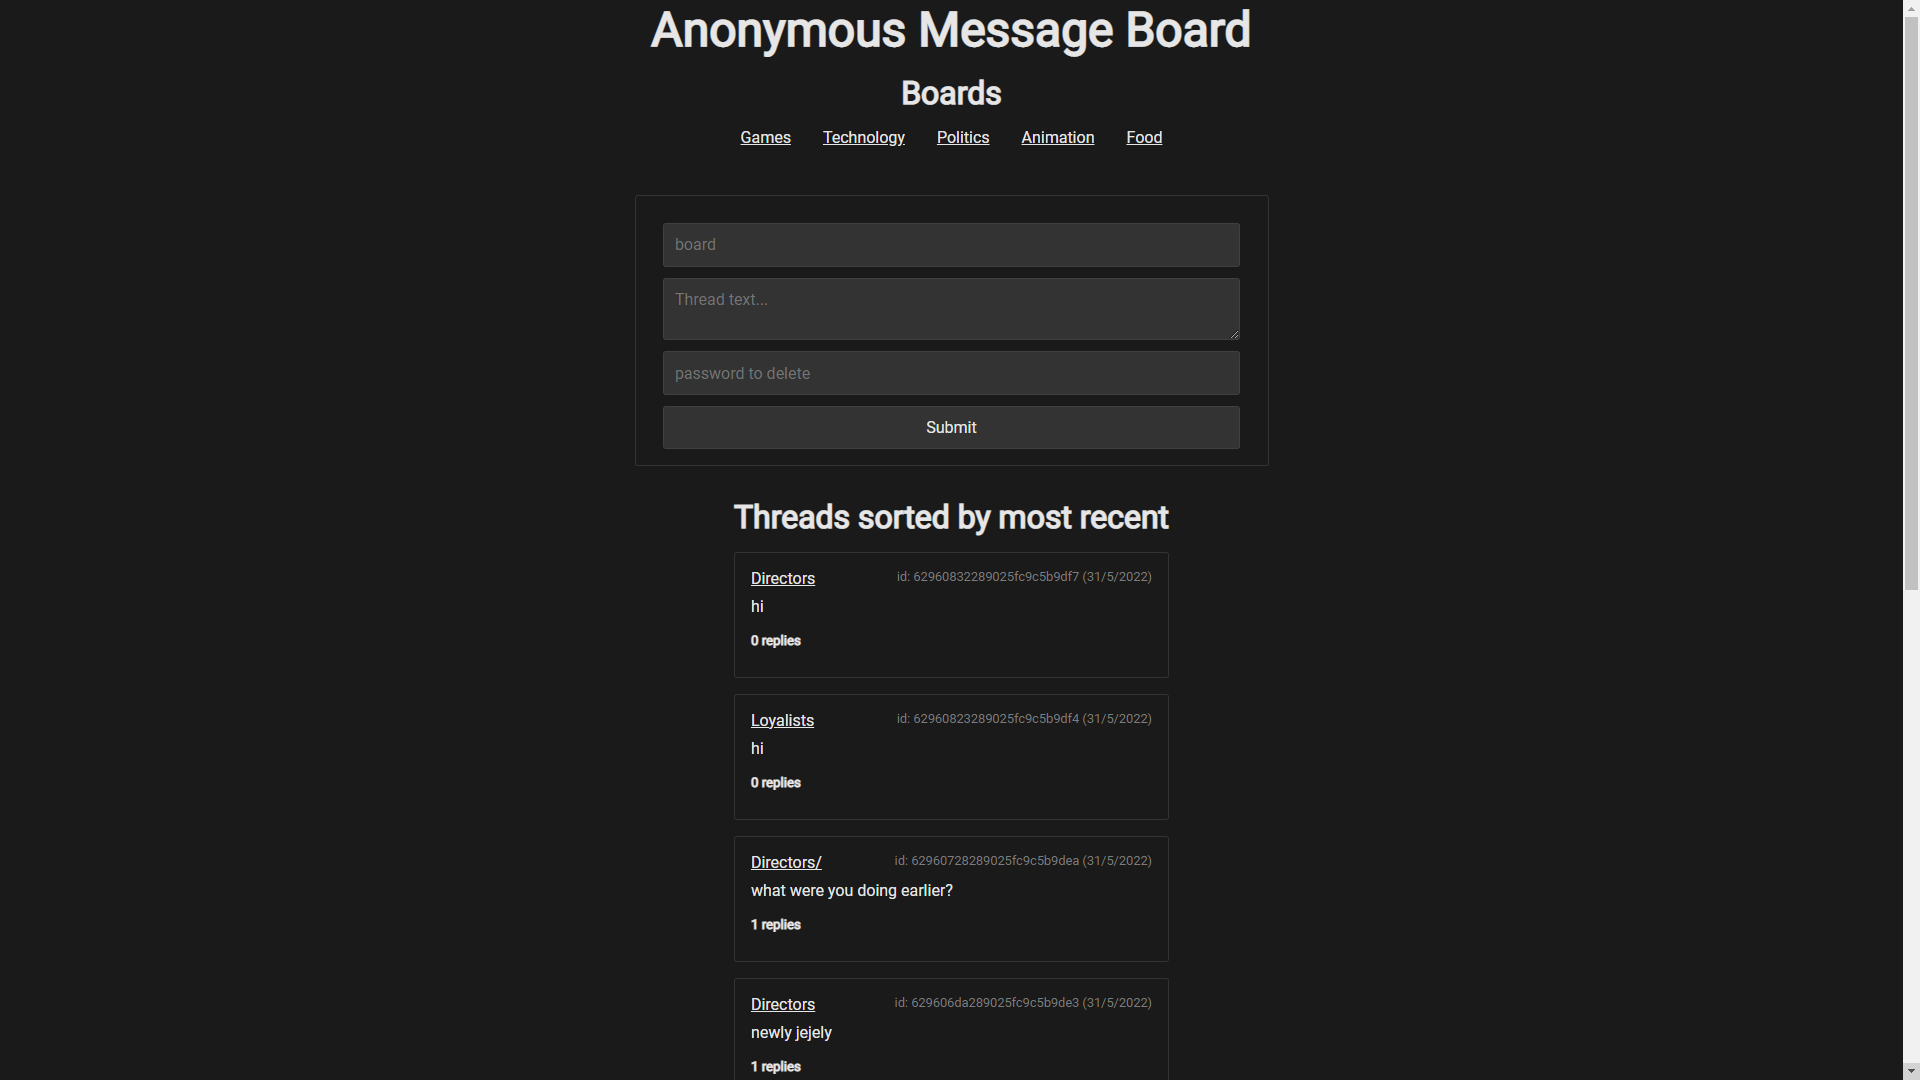 Anonymous Message Board
Boards
Games Technology Politics Animation Food
board
Thread text...
password to delete
Submit
Threads sorted by most recent
Directors id: 62960832289025fc9c5b9df7 (31/5/2022)
hi
0 replies
Loyalists id: 62960823289025fc9c5b9df4 (31/5/2022)
hi
0 replies
Directors/ id: 62960728289025fc9c5b9dea (31/5/2022)
what were you doing earlier?
1 replies
Directors id: 629606da289025fc9c5b9de3 (31/5/2022)
newly jejely
1 replies